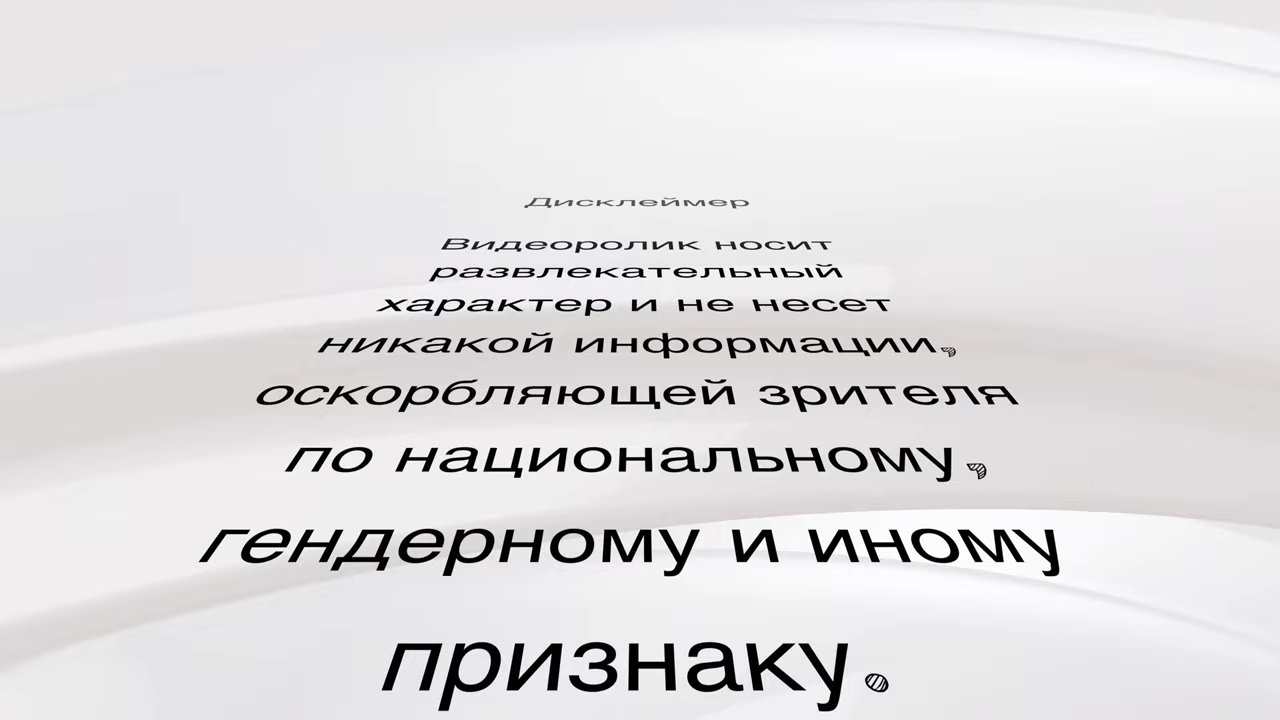 Дисклеймер
Видеоролик носит
развлекательный
характер и не несет
никакой информации,
оскорбляющей зрителя
по национальному,
гендерному и иному
признаку.